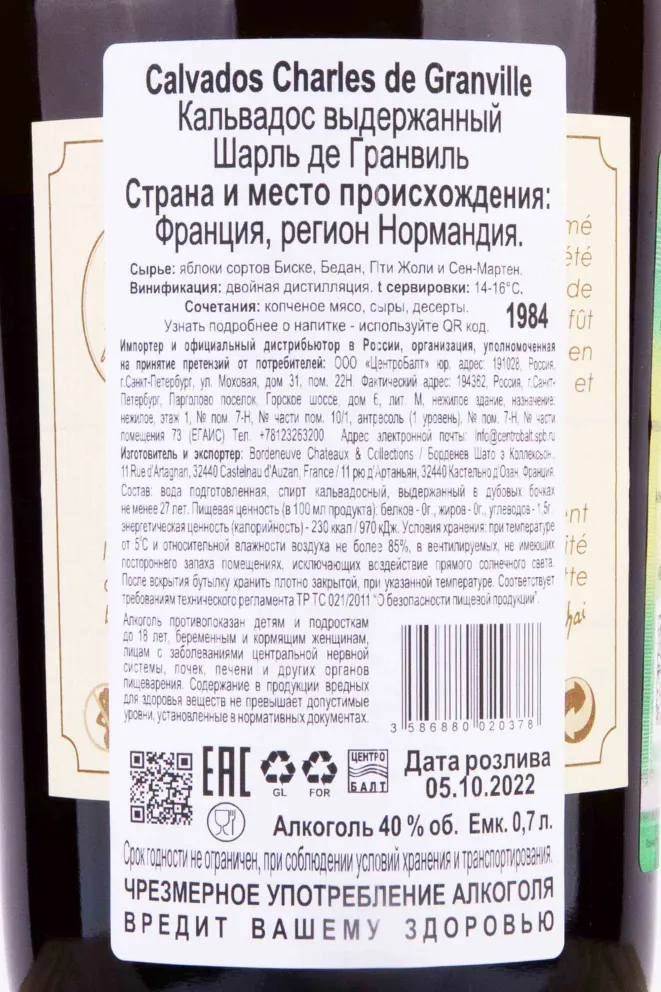 Calvados Charles de Granville
Кальвадос выдержанный
Шарль де Гранвиль
Страна и место происхождения:
Франция, регион Нормандия.
Сырье: яблоки сортов Биске, Бедан, Пти Жоли и Сен-Мартен.
Винификация: двойная дистилляция. t сервировки: 14-16°С.
Сочетания: копченое мясо, сыры, десерты.
Узнать подробнее о напитке - используйте QR код. 1984
Импортер и официальный дистрибьютор в России, организация, уполномоченная
на принятие претензий от потребителей: ООО «ЦентроБалт» юр. адрес: 191028, Россия,
г.Санкт-Петербург, ул. Моховая, дом 31, пом. 22Н. Фактический адрес: 194362, Россия, г.Санкт-
Петербург, Парголово поселок, Горское шоссе, дом 6, лит. М, нежилое здание, назначение:
нежилое, этаж 1, № пом. 7-Н, № части пом. 10/1, антресоль (1 уровень), № пом. 7-Н, № части
помещения 73 (ЕГАИС) Тел. +78123263200 Адрес электронной почты: info@centrobalt.spb.ru
Изготовитель и экспортер: Bordeneuve Chateaux & Collections / Борденев Шато э Коллексьон.
11 Rue d'Artagnan, 32440 Castelnau d'Auzan, France / 11 рю д'Артаньян, 32440 Кастельно д'Озан, Франция.
Состав: вода подготовленная, спирт кальвадосный, выдержанный в дубовых бочках
не менее 27 лет. Пищевая ценность (в 100 мл продукта): белков - 0г., жиров - 0г., углеводов - 1,5г.
энергетическая ценность (калорийность) - 230 ккал / 970 кДж. Условия хранения: при температуре
от 5°С и относительной влажности воздуха не более 85%, в вентилируемых, не имеющих
постороннего запаха помещениях, исключающих воздействие прямого солнечного света.
После вскрытия бутылку хранить плотно закрытой, при указанной температуре. Соответствует
требованиям технического регламента ТР ТС 021/2011 "О безопасности пищевой продукции".
Алкоголь противопоказан детям и подросткам
до 18 лет, беременным и кормящим женщинам,
лицам с заболеваниями центральной нервной
системы, почек, печени и других органов
пищеварения. Содержание в продукции вредных
для здоровья веществ не превышает допустимые
уровни, установленные в нормативных документах.
3 586880 020378
EAC GL FOR ЦЕНТРО БАЛТ
Дата розлива
05.10.2022
Алкоголь 40 % об. Емк. 0,7 л.
Срок годности не ограничен, при соблюдении условий хранения и транспортирования.
ЧРЕЗМЕРНОЕ УПОТРЕБЛЕНИЕ АЛКОГОЛЯ
ВРЕДИТ ВАШЕМУ ЗДОРОВЬЮ